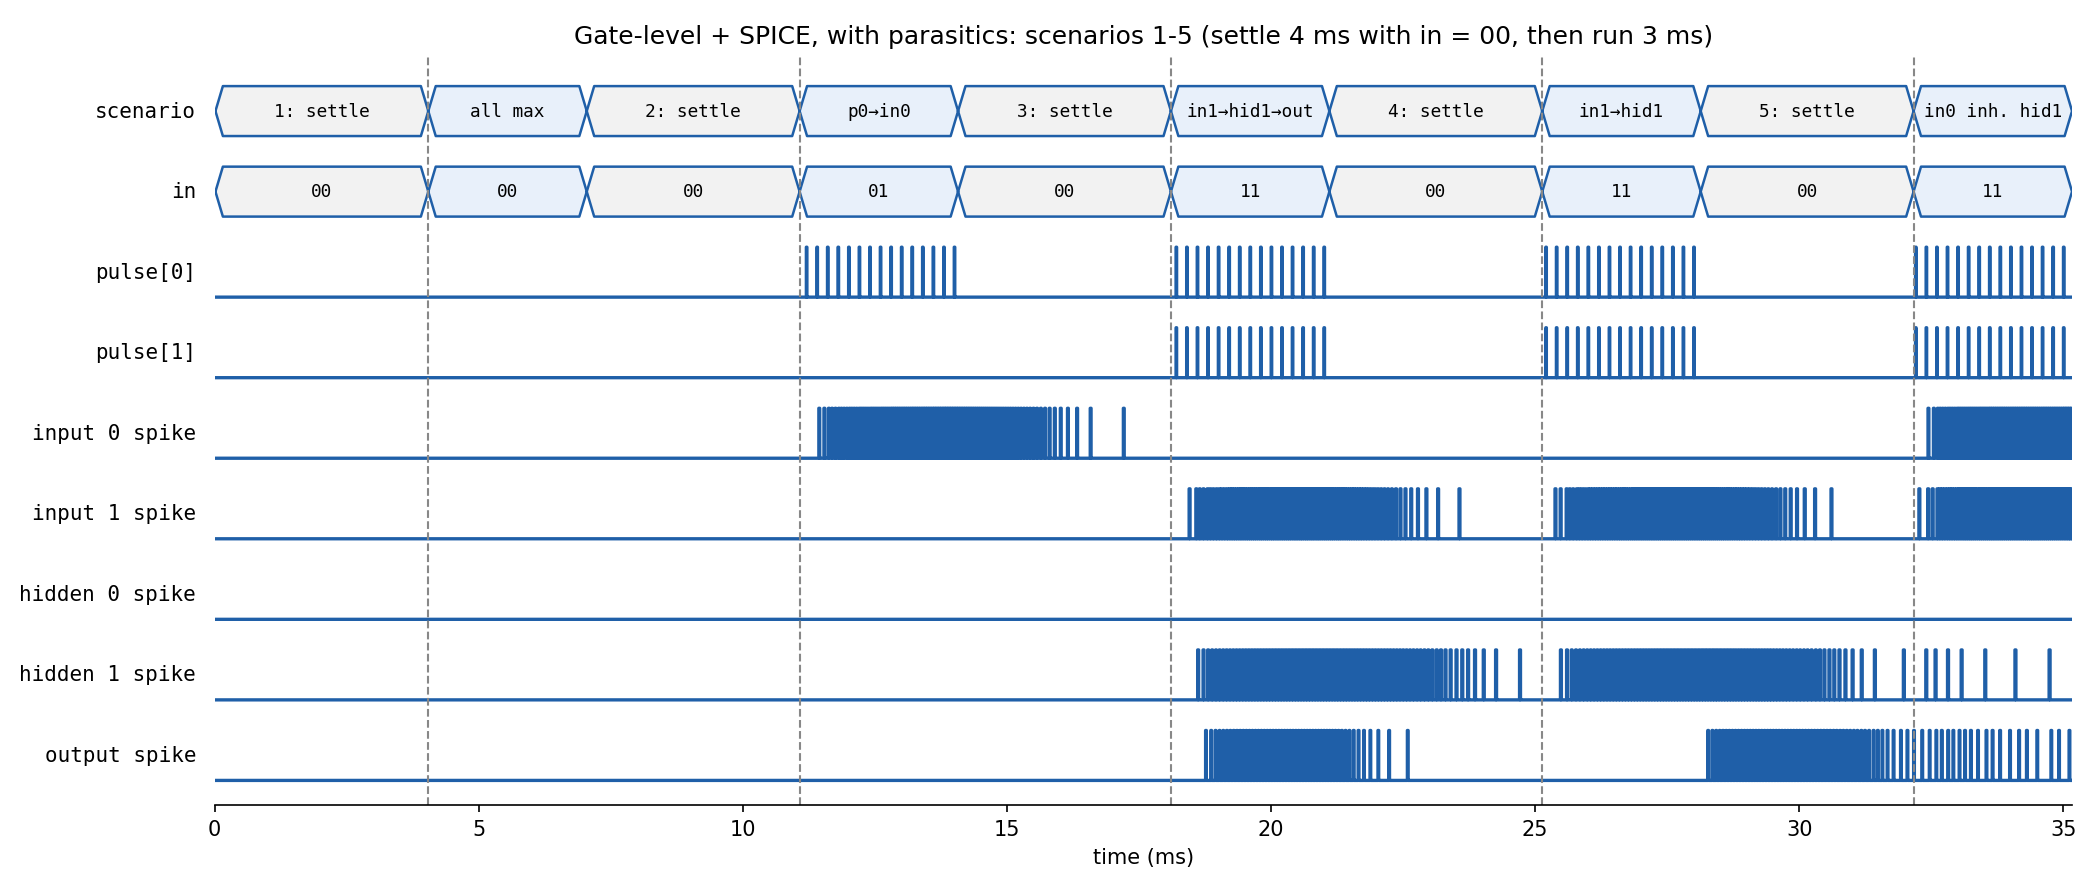 Gate-level + SPICE, with parasitics: scenarios 1-5 (settle 4 ms with in = 00, then run 3 ms)
scenario 1: settle all max 2: settle p0→in0 3: settle in1→hid1→out 4: settle in1→hid1 5: settle in0 inh. hid1
in 00 00 00 01 00 11 00 11 00 11
pulse[0]
pulse[1]
input 0 spike
input 1 spike
hidden 0 spike
hidden 1 spike
output spike
0 5 10 15 20 25 30 35
time (ms)